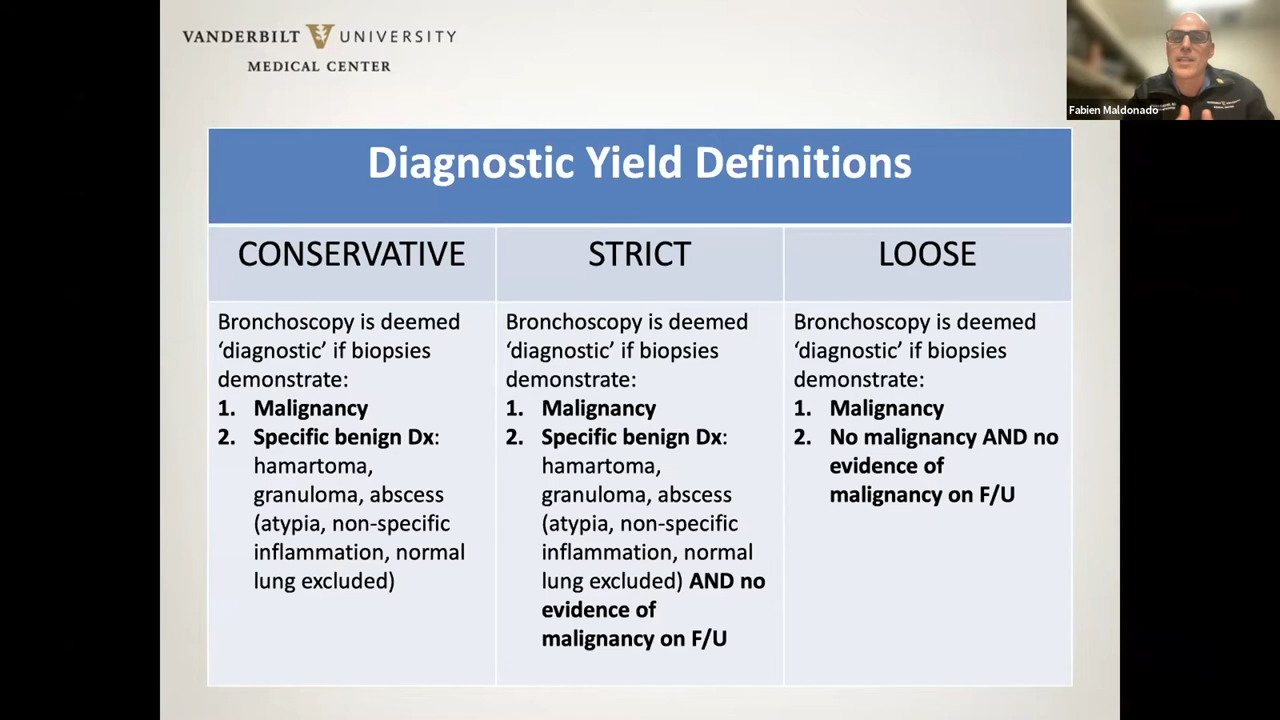 VANDERBILT UNIVERSITY
MEDICAL CENTER
Fabien Maldonado
Diagnostic Yield Definitions
CONSERVATIVE
Bronchoscopy is deemed
‘diagnostic’ if biopsies
demonstrate:
1. Malignancy
2. Specific benign Dx:
hamartoma,
granuloma, abscess
(atypia, non-specific
inflammation, normal
lung excluded)
STRICT
Bronchoscopy is deemed
‘diagnostic’ if biopsies
demonstrate:
1. Malignancy
2. Specific benign Dx:
hamartoma,
granuloma, abscess
(atypia, non-specific
inflammation, normal
lung excluded) AND no
evidence of
malignancy on F/U
LOOSE
Bronchoscopy is deemed
‘diagnostic’ if biopsies
demonstrate:
1. Malignancy
2. No malignancy AND no
evidence of
malignancy on F/U